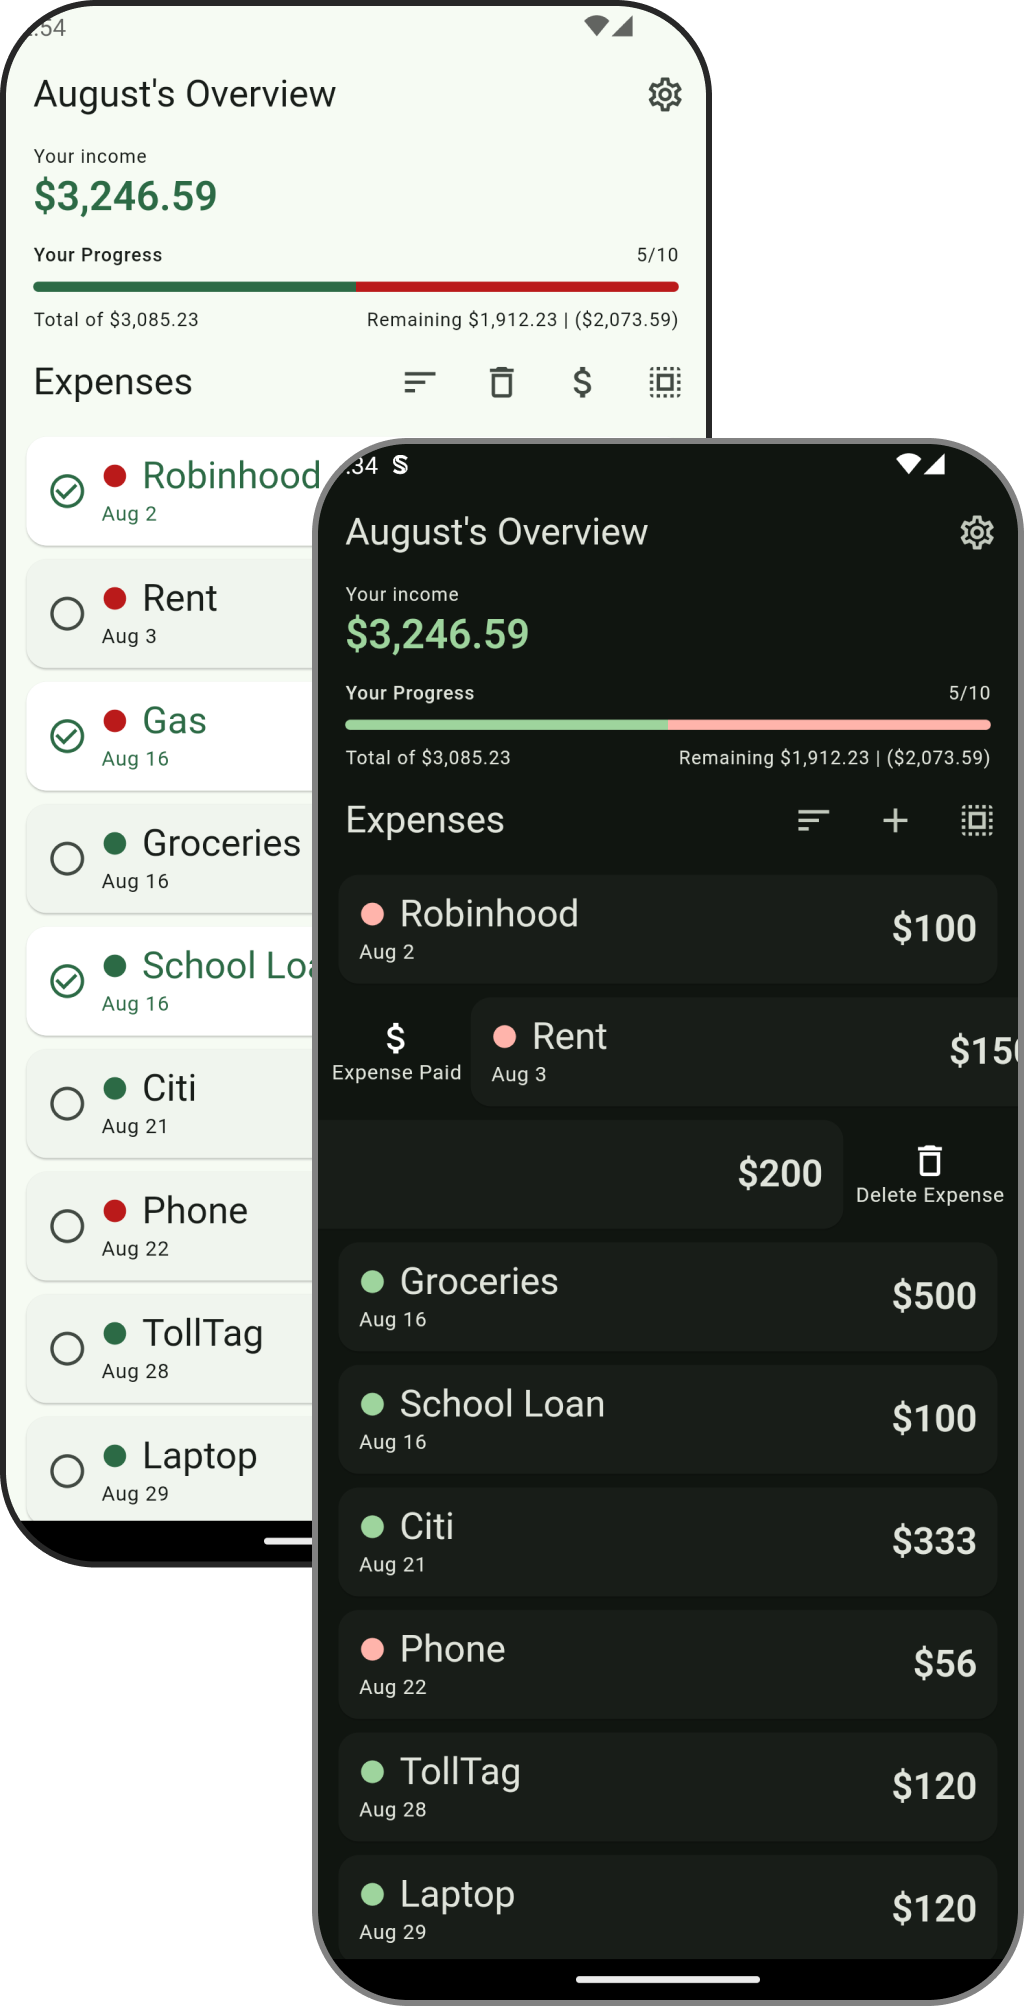 :54
August's Overview
Your income
$3,246.59
Your Progress 5/10
Total of $3,085.23 Remaining $1,912.23 | ($2,073.59)
Expenses
Robinhood
Aug 2
Rent
Aug 3
Gas
Aug 16
Groceries
Aug 16
School Loa
Aug 16
Citi
Aug 21
Phone
Aug 22
TollTag
Aug 28
Laptop
Aug 29
:34
August's Overview
Your income
$3,246.59
Your Progress 5/10
Total of $3,085.23 Remaining $1,912.23 | ($2,073.59)
Expenses
Robinhood $100
Aug 2
Rent $150
Aug 3
Expense Paid
$200
Delete Expense
Groceries $500
Aug 16
School Loan $100
Aug 16
Citi $333
Aug 21
Phone $56
Aug 22
TollTag $120
Aug 28
Laptop $120
Aug 29